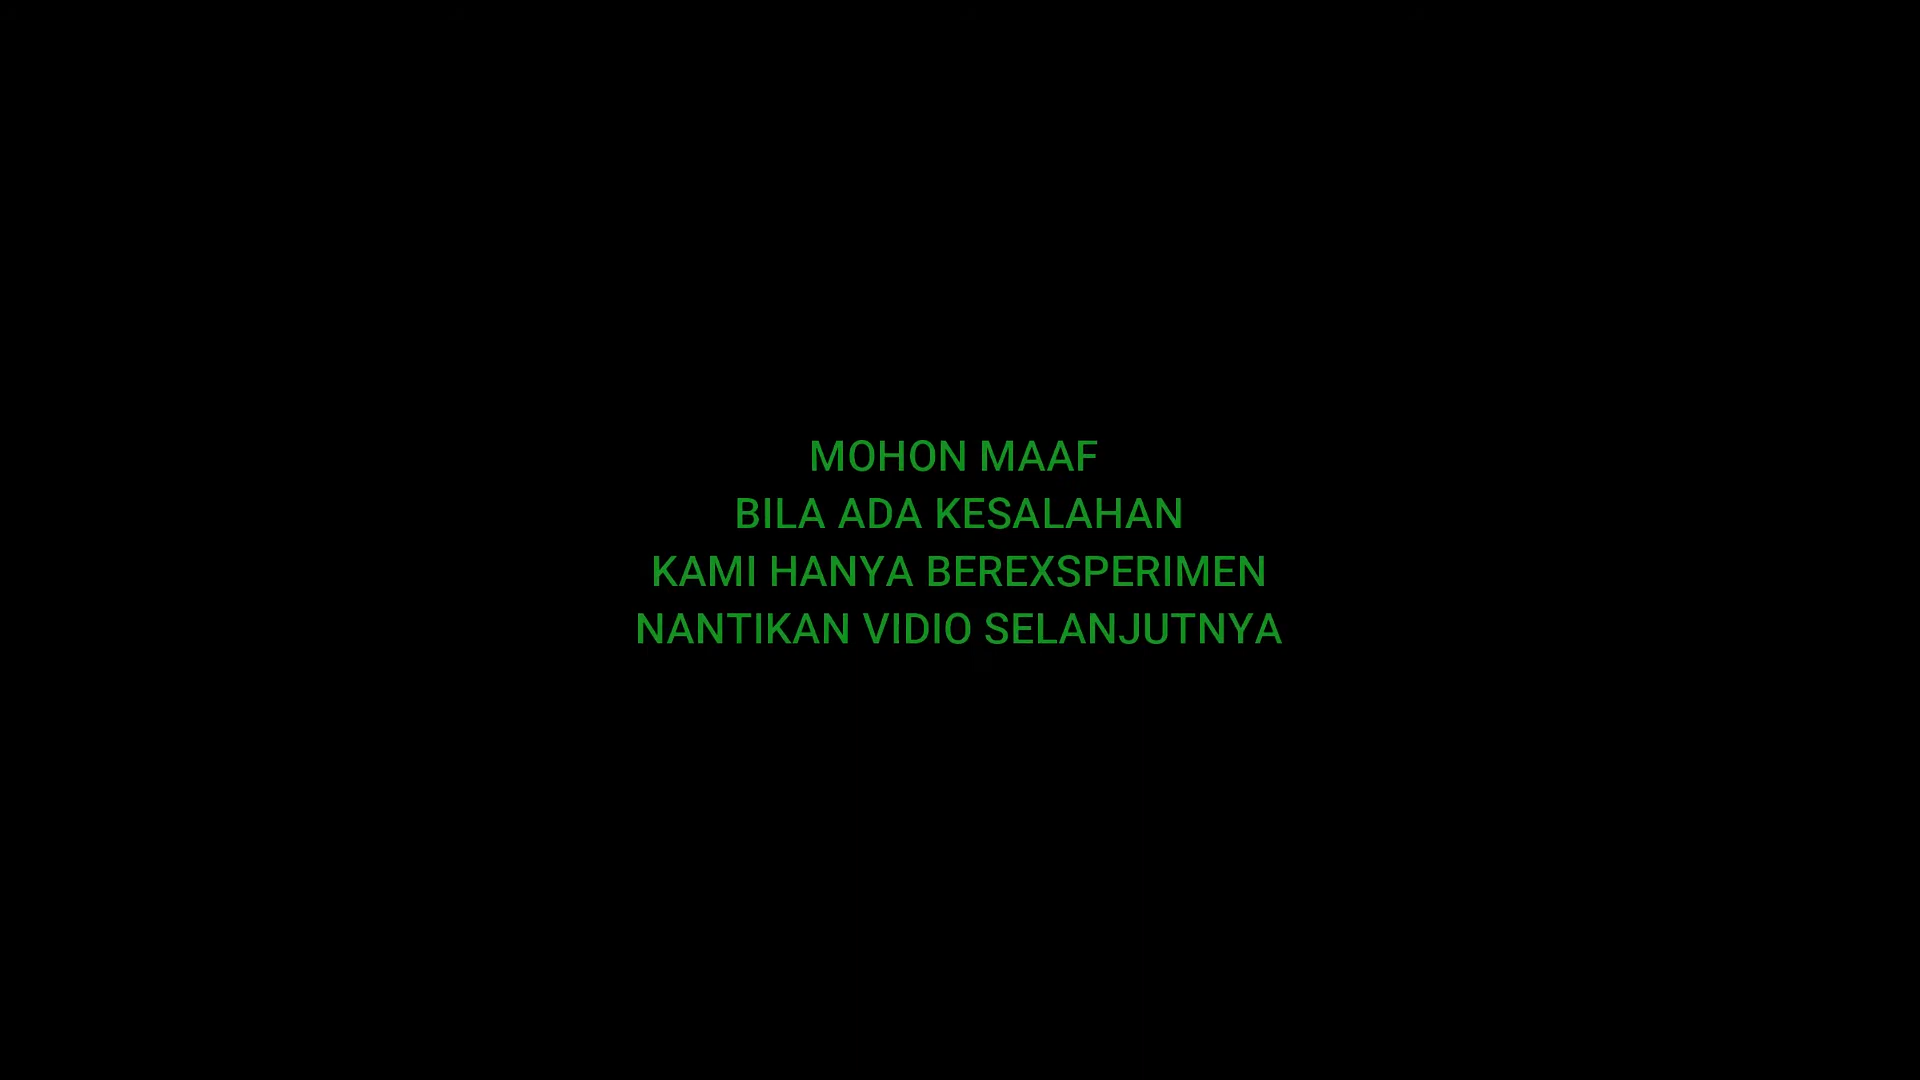 MOHON MAAF
BILA ADA KESALAHAN
KAMI HANYA BEREXSPERIMEN
NANTIKAN VIDIO SELANJUTNYA